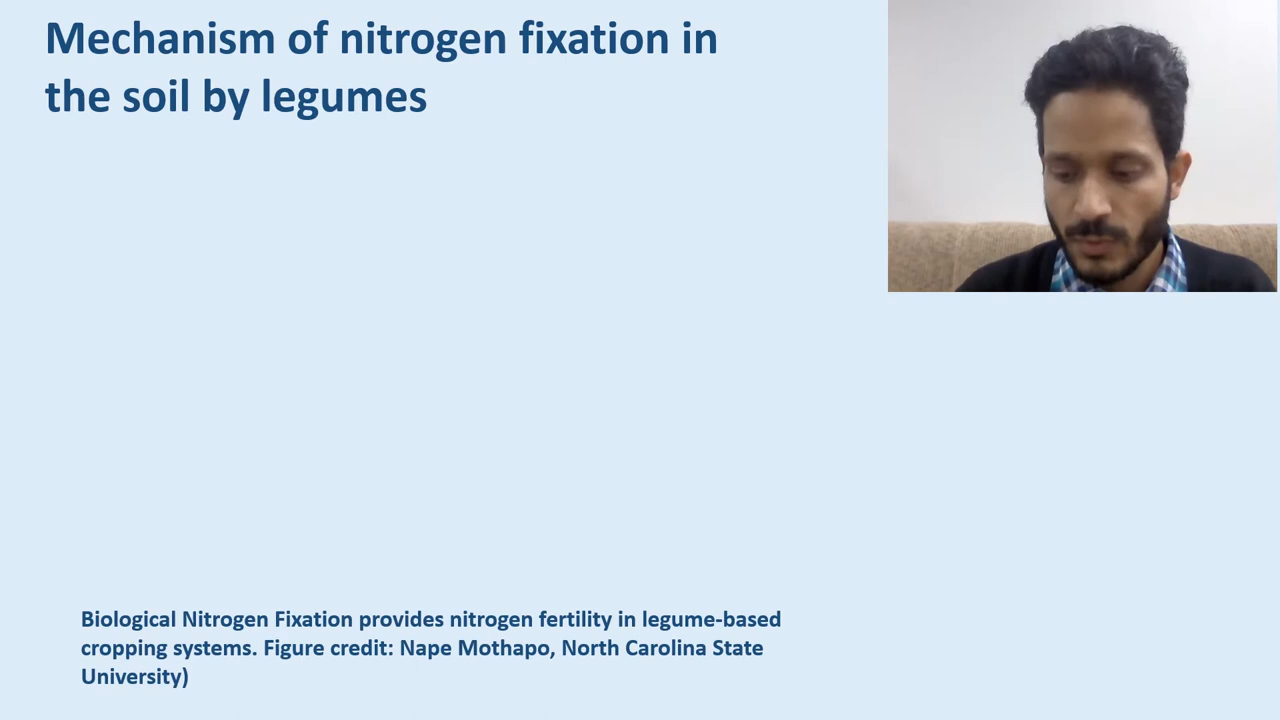 Mechanism of nitrogen fixation in
the soil by legumes
Biological Nitrogen Fixation provides nitrogen fertility in legume-based
cropping systems. Figure credit: Nape Mothapo, North Carolina State
University)